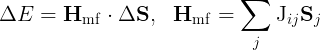 ΔE = H_mf · ΔS, H_mf = ∑_j J_ij S_j